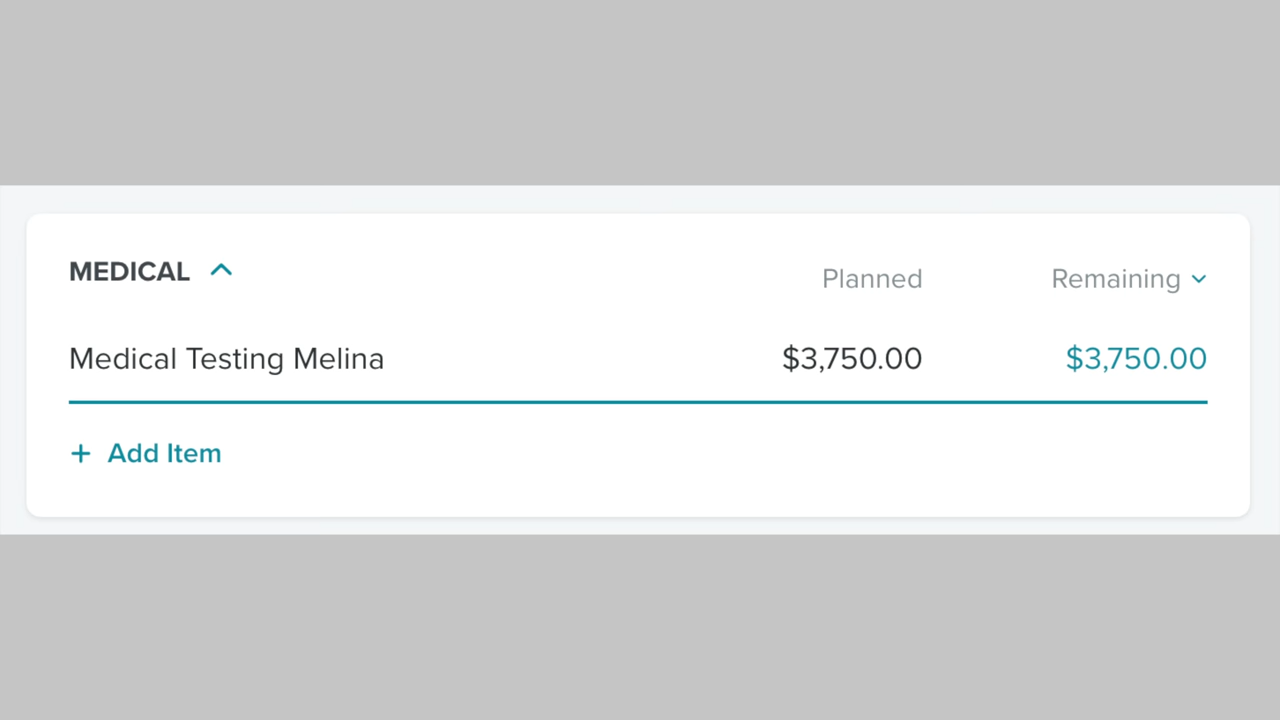 MEDICAL
Planned
Remaining
Medical Testing Melina
$3,750.00
$3,750.00
+ Add Item